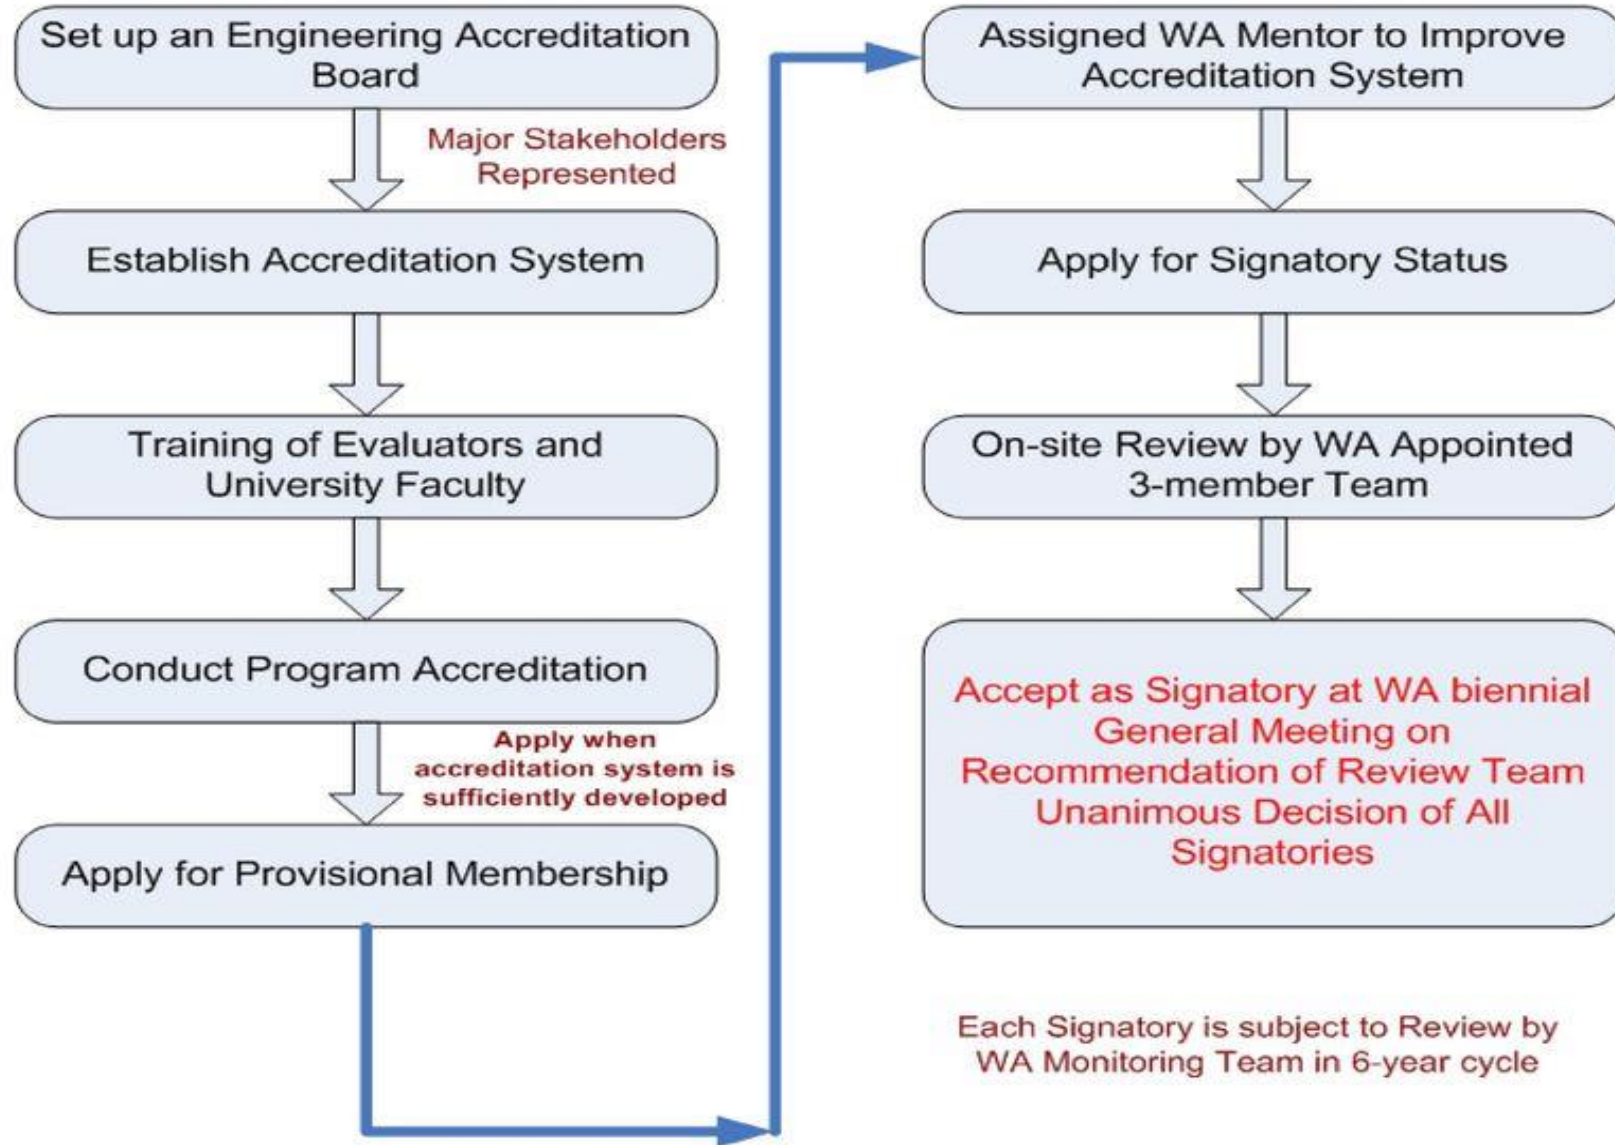 Set up an Engineering Accreditation
Board
Major Stakeholders
Represented
Establish Accreditation System
Training of Evaluators and
University Faculty
Conduct Program Accreditation
Apply when
accreditation system is
sufficiently developed
Apply for Provisional Membership
Assigned WA Mentor to Improve
Accreditation System
Apply for Signatory Status
On-site Review by WA Appointed
3-member Team
Accept as Signatory at WA biennial
General Meeting on
Recommendation of Review Team
Unanimous Decision of All
Signatories
Each Signatory is subject to Review by
WA Monitoring Team in 6-year cycle